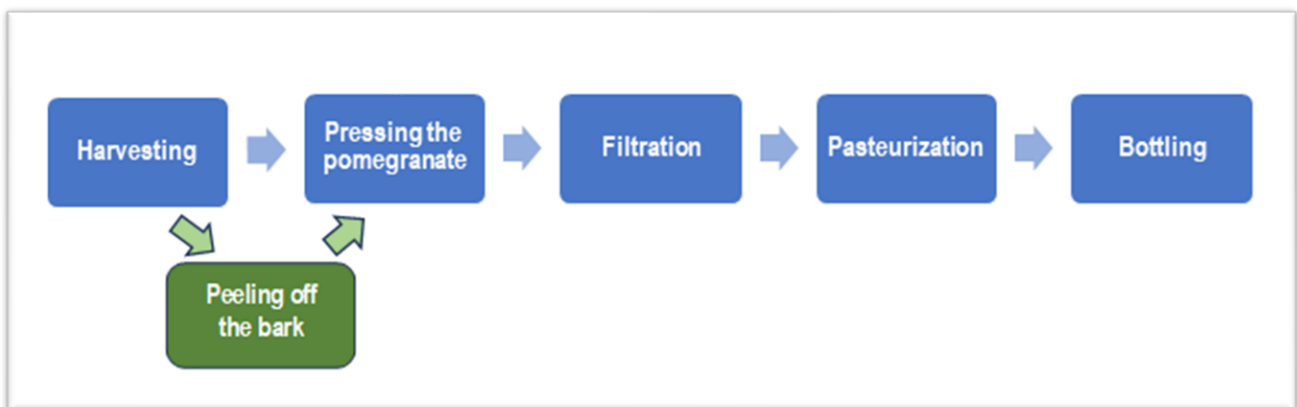 Harvesting
Pressing the
pomegranate
Filtration
Pasteurization
Bottling
Peeling off
the bark